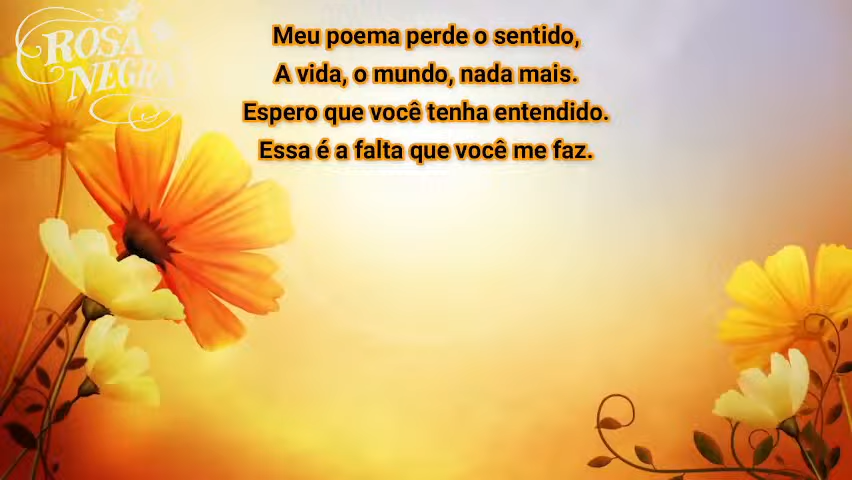 ROSA
NEGRA
Meu poema perde o sentido,
A vida, o mundo, nada mais.
Espero que você tenha entendido.
Essa é a falta que você me faz.